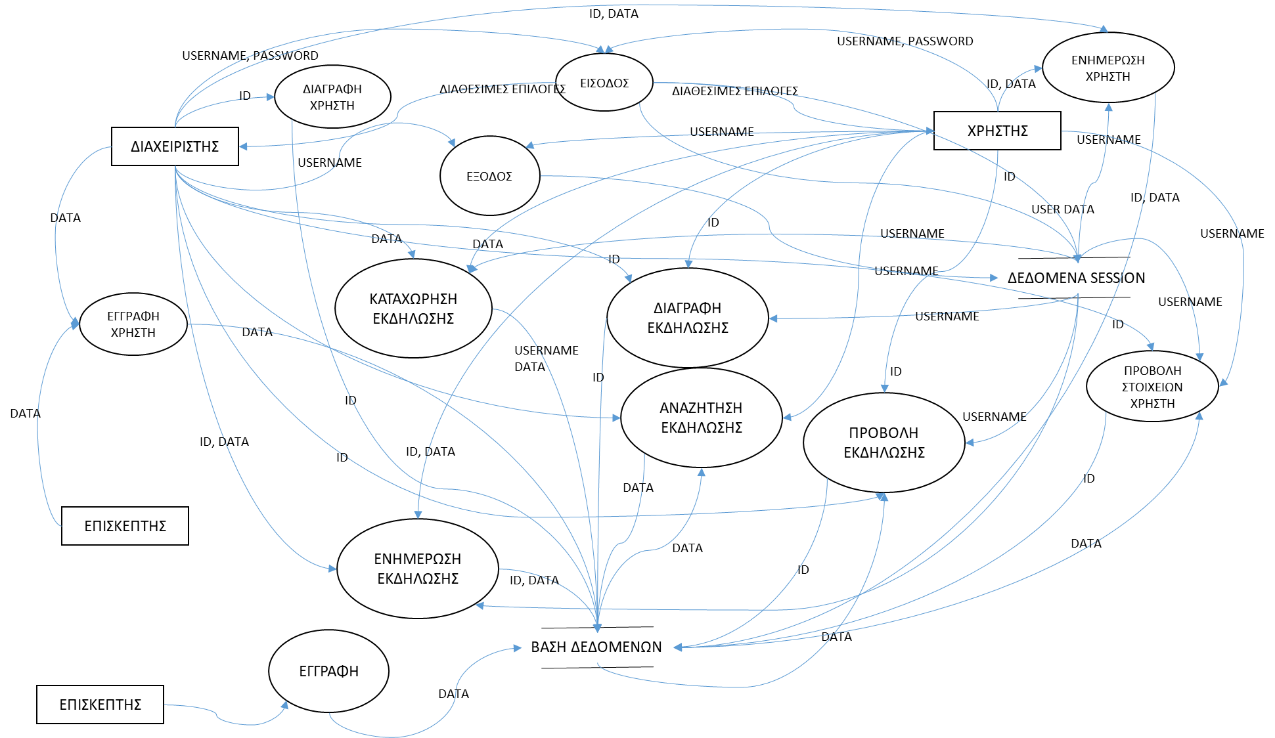 ID, DATA
USERNAME, PASSWORD
USERNAME, PASSWORD
ΕΝΗΜΕΡΩΣΗ
ΧΡΗΣΤΗ
ΔΙΑΓΡΑΦΗ
ΧΡΗΣΤΗ
ID
ΔΙΑΘΕΣΙΜΕΣ ΕΠΙΛΟΓΕΣ
ΕΙΣΟΔΟΣ
ΔΙΑΘΕΣΙΜΕΣ ΕΠΙΛΟΓΕΣ
ID, DATA
ΔΙΑΧΕΙΡΙΣΤΗΣ
USERNAME
ΧΡΗΣΤΗΣ
USERNAME
USERNAME
ΕΞΟΔΟΣ
ID
ID, DATA
DATA
USER DATA
ID
DATA
DATA
USERNAME
USERNAME
ID
USERNAME
ΔΕΔΟΜΕΝΑ SESSION
ΚΑΤΑΧΩΡΗΣΗ
ΕΚΔΗΛΩΣΗΣ
ΔΙΑΓΡΑΦΗ
ΕΚΔΗΛΩΣΗΣ
USERNAME
USERNAME
ID
ΕΓΓΡΑΦΗ
ΧΡΗΣΤΗ
DATA
USERNAME
DATA
ID
ID
ΠΡΟΒΟΛΗ
ΣΤΟΙΧΕΙΩΝ
ΧΡΗΣΤΗ
DATA
ID
ΑΝΑΖΗΤΗΣΗ
ΕΚΔΗΛΩΣΗΣ
ΠΡΟΒΟΛΗ
ΕΚΔΗΛΩΣΗΣ
USERNAME
ID, DATA
ID
ID, DATA
DATA
ID
ΕΠΙΣΚΕΠΤΗΣ
DATA
DATA
ΕΝΗΜΕΡΩΣΗ
ΕΚΔΗΛΩΣΗΣ
ID, DATA
ID
ΒΑΣΗ ΔΕΔΟΜΕΝΩΝ
DATA
ΕΓΓΡΑΦΗ
DATA
ΕΠΙΣΚΕΠΤΗΣ